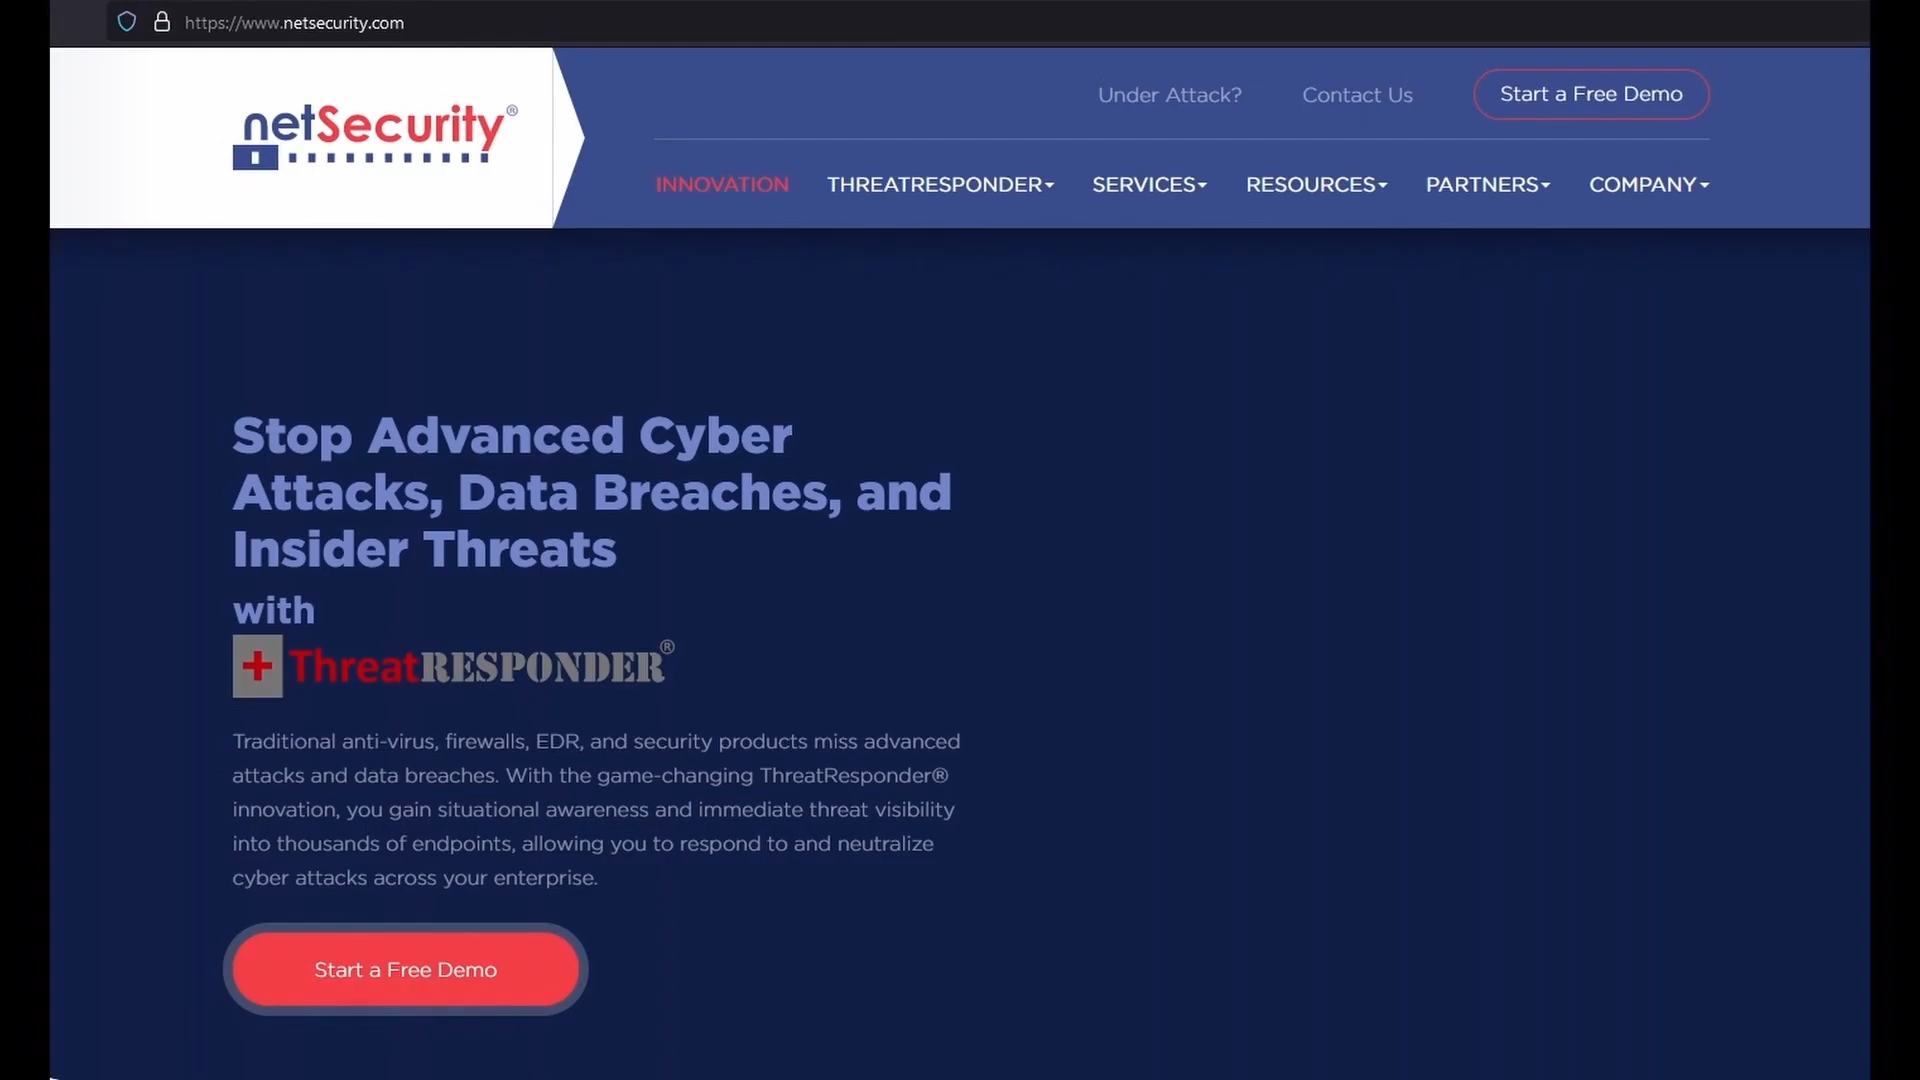 https://www.netsecurity.com
netSecurity®
Under Attack?
Contact Us
Start a Free Demo
INNOVATION
THREATRESPONDER
SERVICES
RESOURCES
PARTNERS
COMPANY
Stop Advanced Cyber
Attacks, Data Breaches, and
Insider Threats
with
ThreatRESPONDER®
Traditional anti-virus, firewalls, EDR, and security products miss advanced
attacks and data breaches. With the game-changing ThreatResponder®
innovation, you gain situational awareness and immediate threat visibility
into thousands of endpoints, allowing you to respond to and neutralize
cyber attacks across your enterprise.
Start a Free Demo